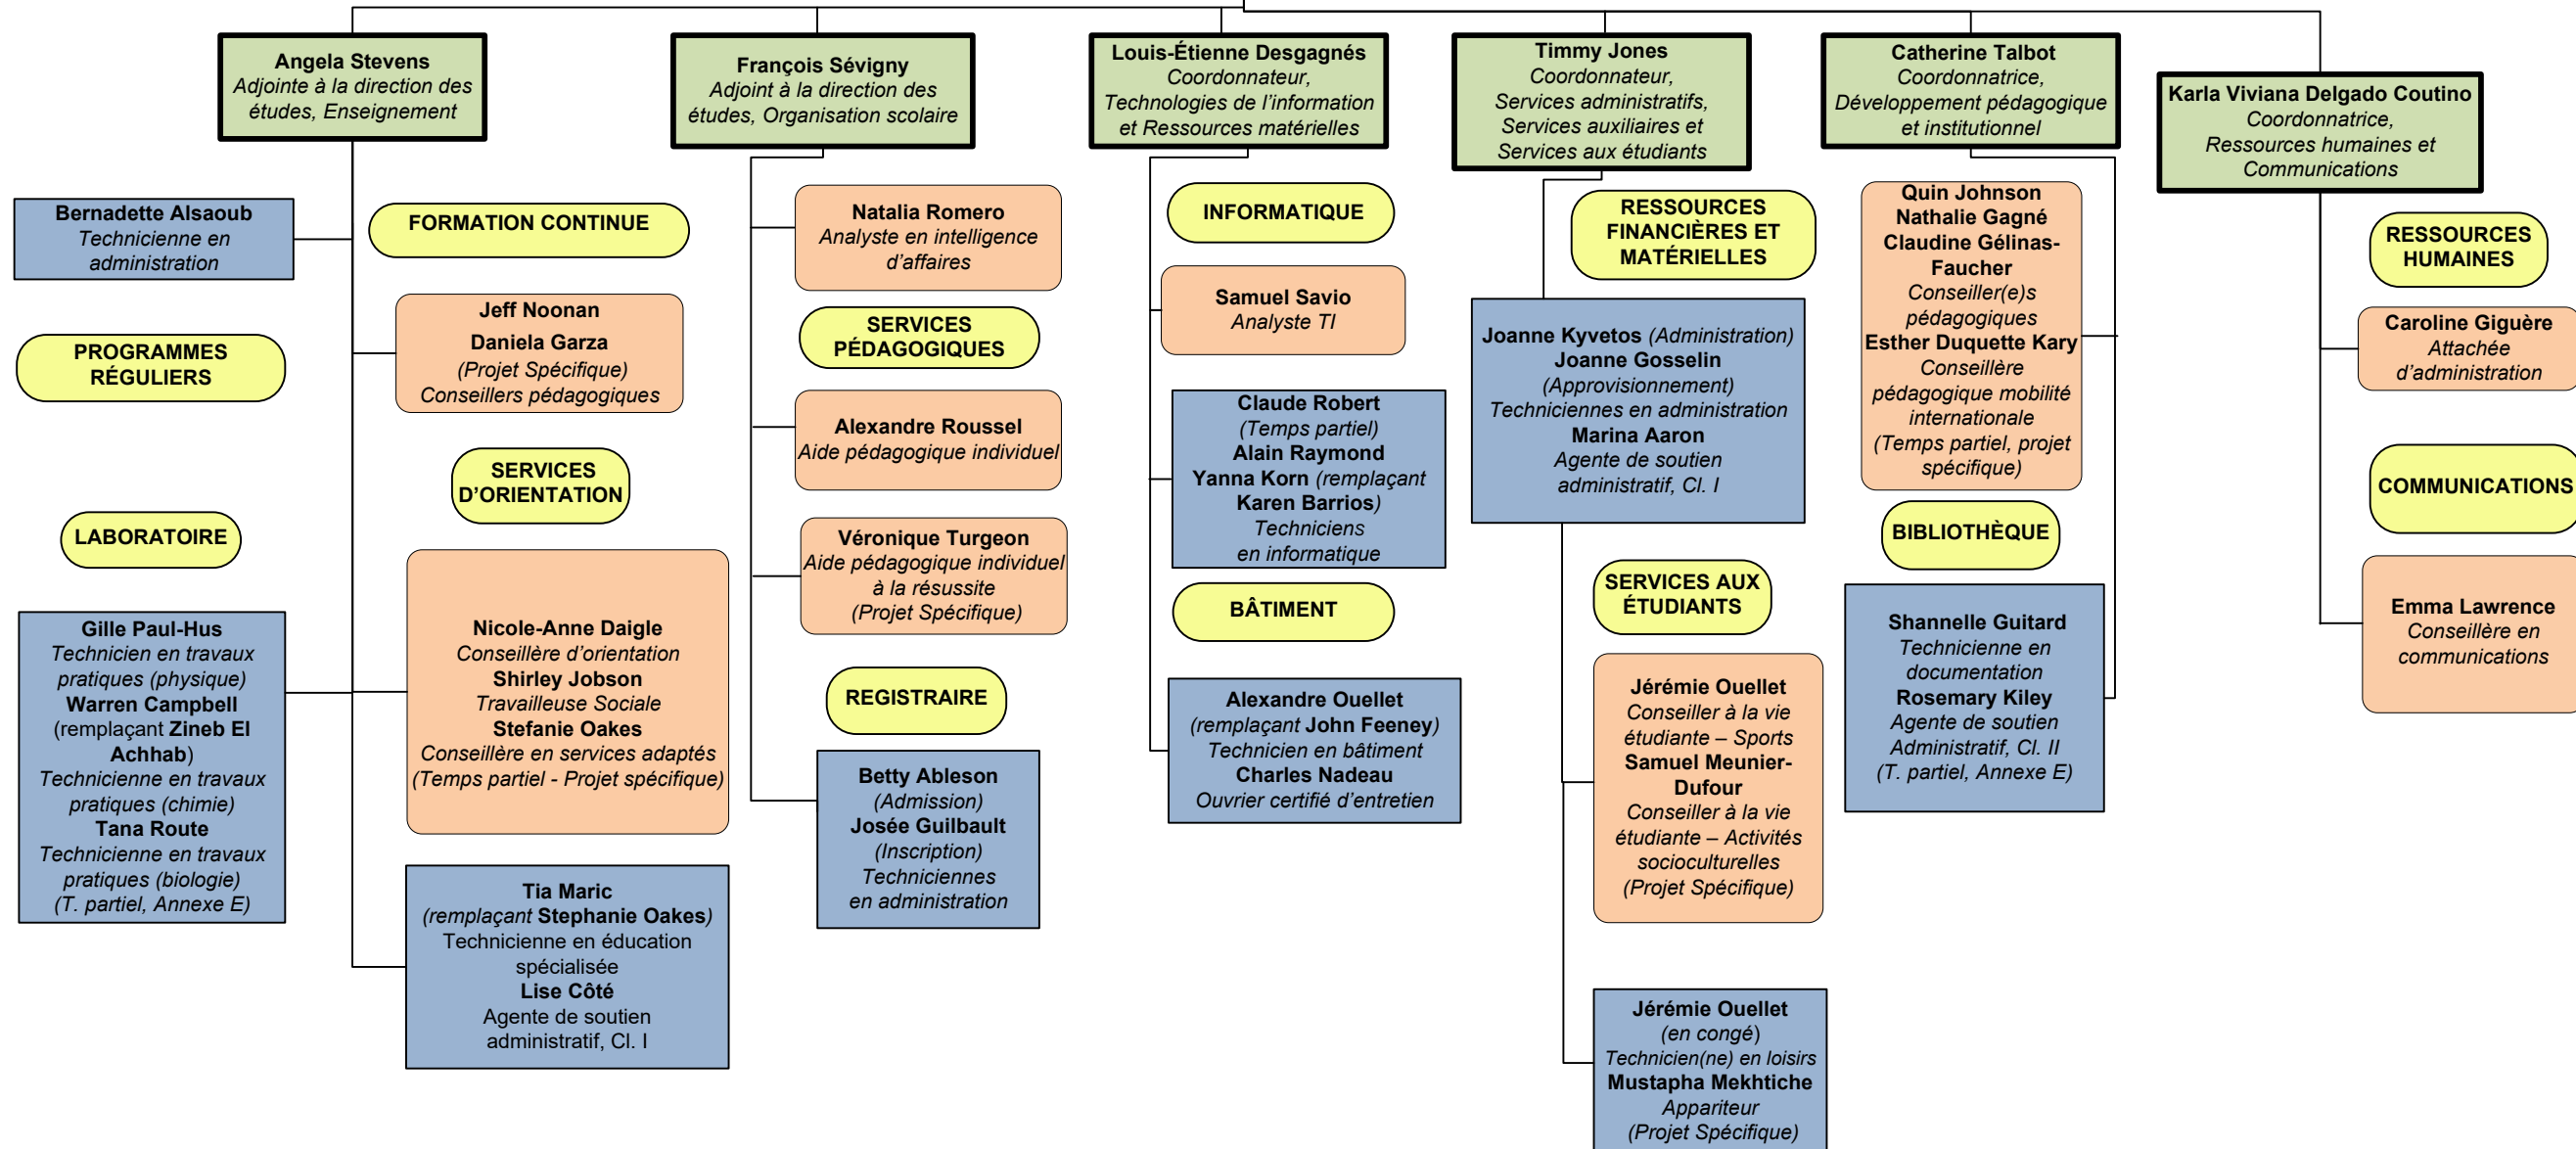 Angela Stevens
Adjointe à la direction des
études, Enseignement
François Sévigny
Adjoint à la direction des
études, Organisation scolaire
Louis-Étienne Desgagnés
Coordonnateur,
Technologies de l'information
et Ressources matérielles
Timmy Jones
Coordonnateur,
Services administratifs,
Services auxiliaires et
Services aux étudiants
Catherine Talbot
Coordonnatrice,
Développement pédagogique
et institutionnel
Karla Viviana Delgado Coutino
Coordonnatrice,
Ressources humaines et
Communications
Bernadette Alsaoub
Technicienne en
administration
PROGRAMMES
RÉGULIERS
LABORATOIRE
Gille Paul-Hus
Technicien en travaux
pratiques (physique)
Warren Campbell
(remplaçant Zineb El
Achhab)
Technicienne en travaux
pratiques (chimie)
Tana Route
Technicienne en travaux
pratiques (biologie)
(T. partiel, Annexe E)
FORMATION CONTINUE
Jeff Noonan
Daniela Garza
(Projet Spécifique)
Conseillers pédagogiques
SERVICES
D'ORIENTATION
Nicole-Anne Daigle
Conseillère d'orientation
Shirley Jobson
Travailleuse Sociale
Stefanie Oakes
Conseillère en services adaptés
(Temps partiel - Projet spécifique)
Tia Maric
(remplaçant Stephanie Oakes)
Technicienne en éducation
spécialisée
Lise Côté
Agente de soutien
administratif, Cl. I
Natalia Romero
Analyste en intelligence
d'affaires
SERVICES
PÉDAGOGIQUES
Alexandre Roussel
Aide pédagogique individuel
Véronique Turgeon
Aide pédagogique individuel
à la résussite
(Projet Spécifique)
REGISTRAIRE
Betty Ableson
(Admission)
Josée Guilbault
(Inscription)
Techniciennes
en administration
INFORMATIQUE
Samuel Savio
Analyste TI
Claude Robert
(Temps partiel)
Alain Raymond
Yanna Korn (remplaçant
Karen Barrios)
Techniciens
en informatique
BÂTIMENT
Alexandre Ouellet
(remplaçant John Feeney)
Technicien en bâtiment
Charles Nadeau
Ouvrier certifié d'entretien
RESSOURCES
FINANCIÈRES ET
MATÉRIELLES
Joanne Kyvetos (Administration)
Joanne Gosselin
(Approvisionnement)
Techniciennes en administration
Marina Aaron
Agente de soutien
administratif, Cl. I
SERVICES AUX
ÉTUDIANTS
Jérémie Ouellet
Conseiller à la vie
étudiante – Sports
Samuel Meunier-
Dufour
Conseiller à la vie
étudiante – Activités
socioculturelles
(Projet Spécifique)
Jérémie Ouellet
(en congé)
Technicien(ne) en loisirs
Mustapha Mekhtiche
Appariteur
(Projet Spécifique)
Quin Johnson
Nathalie Gagné
Claudine Gélinas-
Faucher
Conseiller(e)s
pédagogiques
Esther Duquette Kary
Conseillère
pédagogique mobilité
internationale
(Temps partiel, projet
spécifique)
BIBLIOTHÈQUE
Shannelle Guitard
Technicienne en
documentation
Rosemary Kiley
Agente de soutien
Administratif, Cl. II
(T. partiel, Annexe E)
RESSOURCES
HUMAINES
Caroline Giguère
Attachée
d'administration
COMMUNICATIONS
Emma Lawrence
Conseillère en
communications